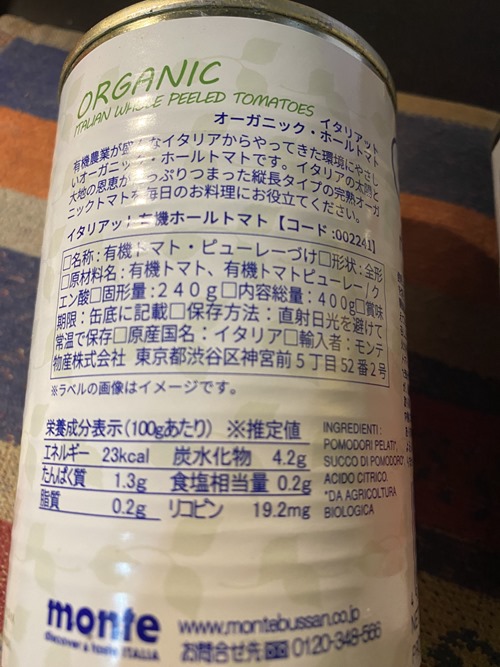 ORGANIC
ITALIAN WHOLE PEELED TOMATOES
イタリアット
オーガニック・ホールトマト
有機農業が盛んなイタリアからやってきた環境にやさし
いオーガニック・ホールトマトです。イタリアの太陽と
大地の恩恵がたっぷりつまった縦長タイプの完熟オーガ
ニックトマトを毎日のお料理にお役立てください。
イタリアット有機ホールトマト【コード:002241】
□名称:有機トマト・ピューレーづけ□形状:全形
□原材料名:有機トマト、有機トマトピューレー/ク
エン酸□固形量:240g□内容総量:400g□賞味
期限:缶底に記載□保存方法:直射日光を避けて
常温で保存□原産国名:イタリア□輸入者:モンテ
物産株式会社 東京都渋谷区神宮前5丁目52番2号
※ラベルの画像はイメージです。
栄養成分表示(100gあたり) ※推定値
エネルギー 23kcal 炭水化物 4.2g
たんぱく質 1.3g 食塩相当量 0.2g
脂質 0.2g リコピン 19.2mg
INGREDIENTI:
POMODORI PELATI*,
SUCCO DI POMODORO*,
ACIDO CITRICO.
*DA AGRICOLTURA
BIOLOGICA
monte
discover & taste ITALIA
www.montebussan.co.jp
お問合せ先 0120-348-566